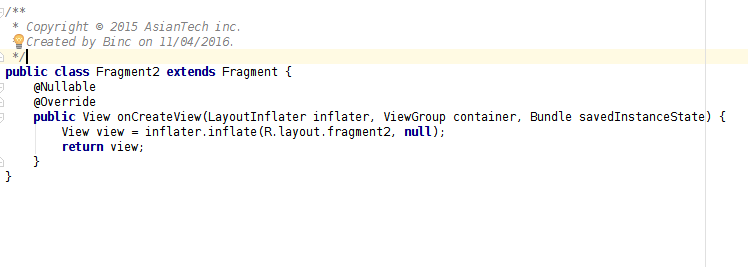 /**
 * Copyright © 2015 AsianTech inc.
Created by Binc on 11/04/2016.
 */
public class Fragment2 extends Fragment {
    @Nullable
    @Override
    public View onCreateView(LayoutInflater inflater, ViewGroup container, Bundle savedInstanceState) {
        View view = inflater.inflate(R.layout.fragment2, null);
        return view;
    }
}